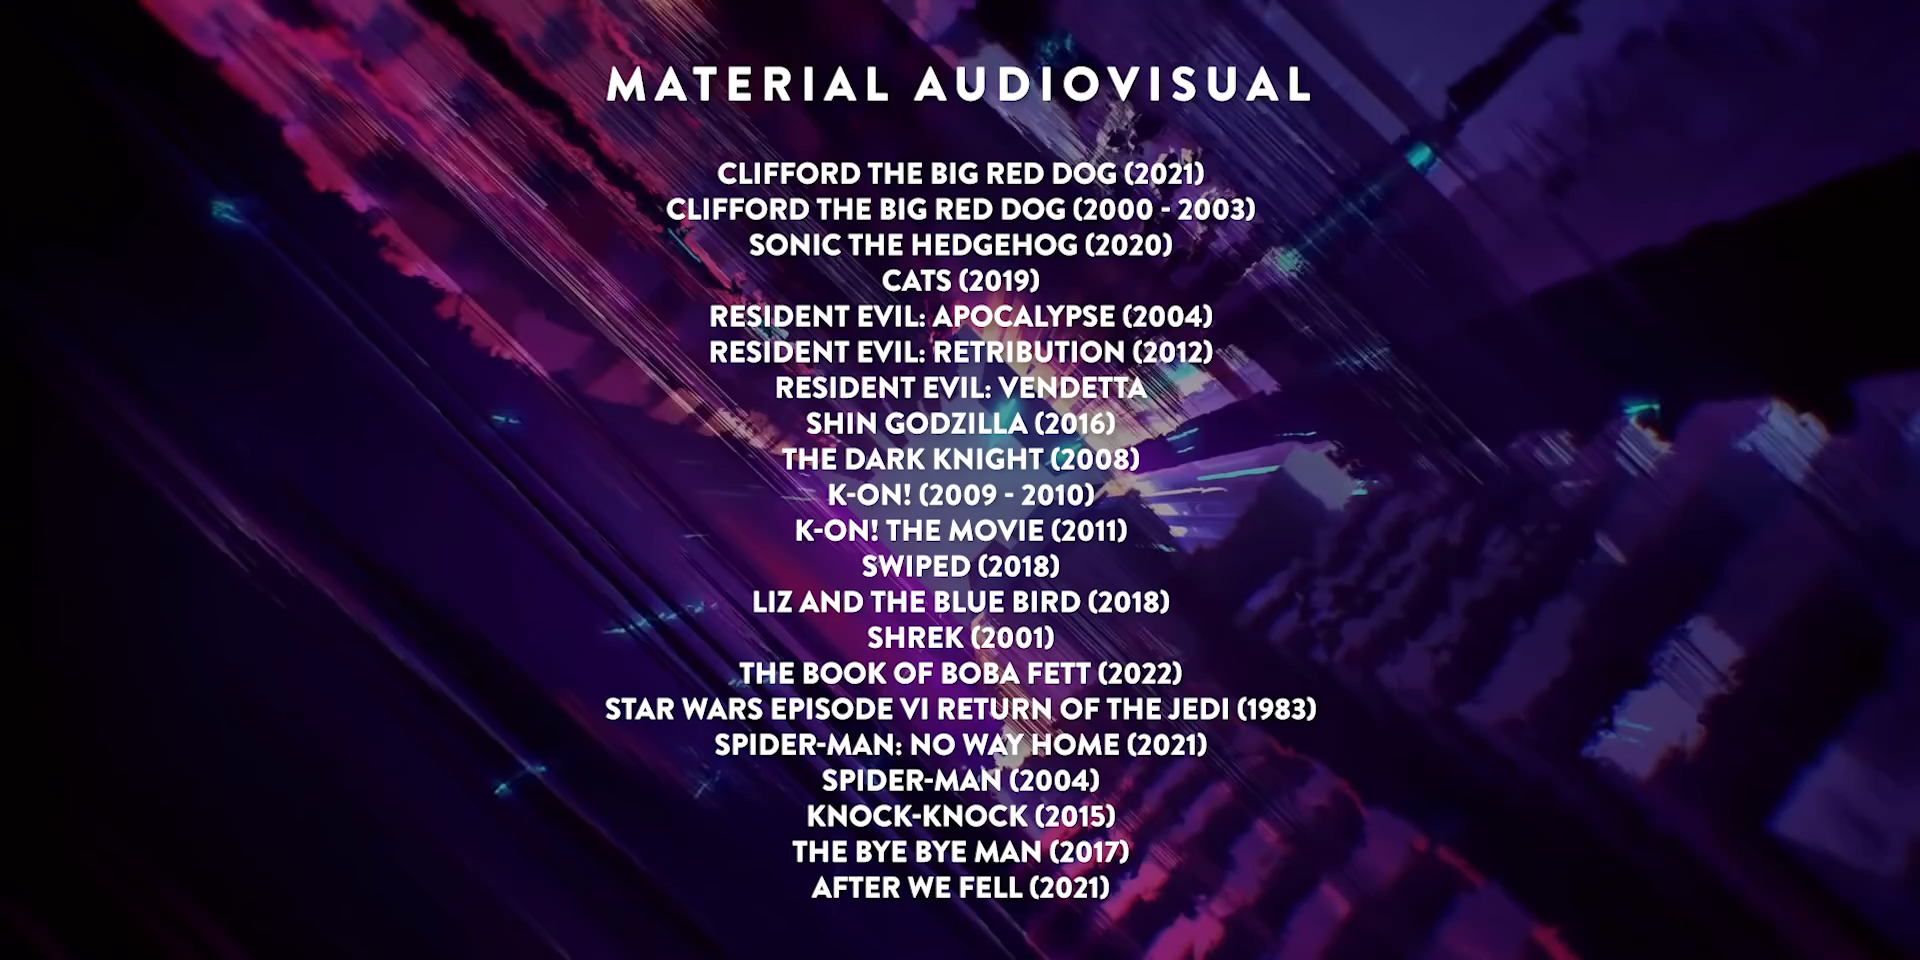 MATERIAL AUDIOVISUAL
CLIFFORD THE BIG RED DOG (2021)
CLIFFORD THE BIG RED DOG (2000 - 2003)
SONIC THE HEDGEHOG (2020)
CATS (2019)
RESIDENT EVIL: APOCALYPSE (2004)
RESIDENT EVIL: RETRIBUTION (2012)
RESIDENT EVIL: VENDETTA
SHIN GODZILLA (2016)
THE DARK KNIGHT (2008)
K-ON! (2009 - 2010)
K-ON! THE MOVIE (2011)
SWIPED (2018)
LIZ AND THE BLUE BIRD (2018)
SHREK (2001)
THE BOOK OF BOBA FETT (2022)
STAR WARS EPISODE VI RETURN OF THE JEDI (1983)
SPIDER-MAN: NO WAY HOME (2021)
SPIDER-MAN (2004)
KNOCK-KNOCK (2015)
THE BYE BYE MAN (2017)
AFTER WE FELL (2021)